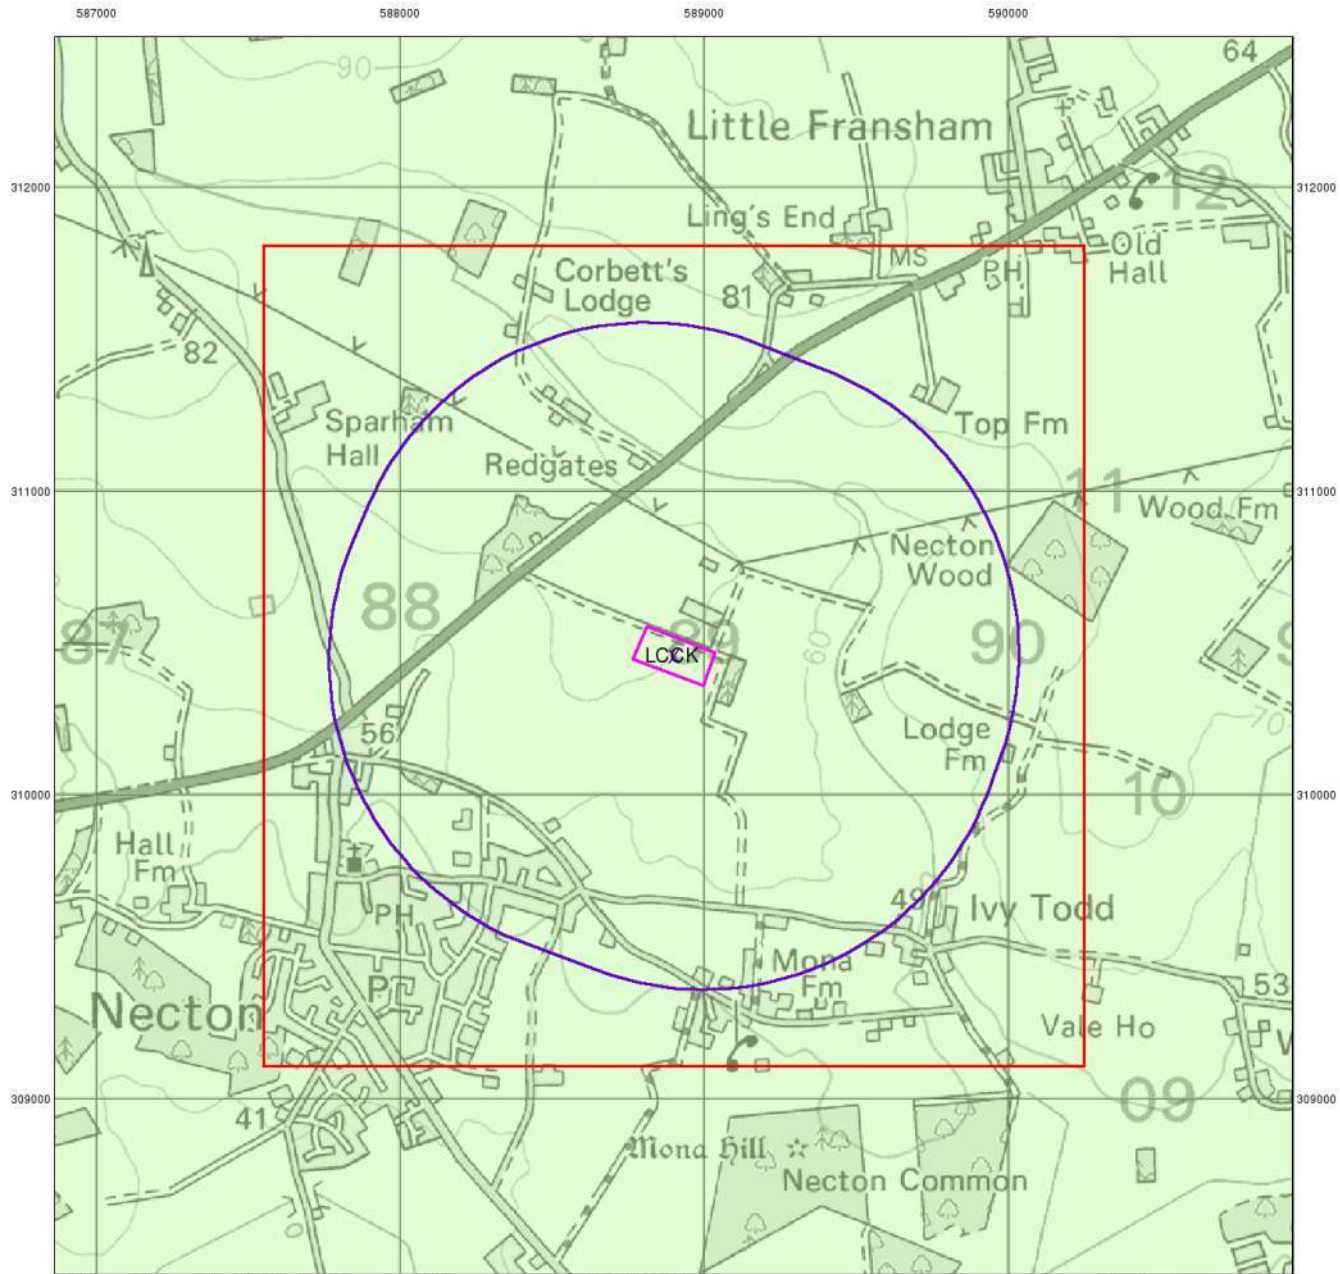 587000 588000 589000 590000
64
90
Little Fransham
312000 12 312000
Ling's End
MS
PH
Old
Hall
Corbett's
Lodge
81
82
Sparham
Hall
Top Fm
Redgates
311000 11 311000
Wood Fm
Necton
Wood
88
87
89
90
LCCK
60
70
56
Lodge
Fm
310000 10 310000
Hall
Fm
PH
49
Ivy Todd
Mona
Fm
P
53
Necton
Vale Ho
309000 09 309000
41
Mona Hill
Necton Common